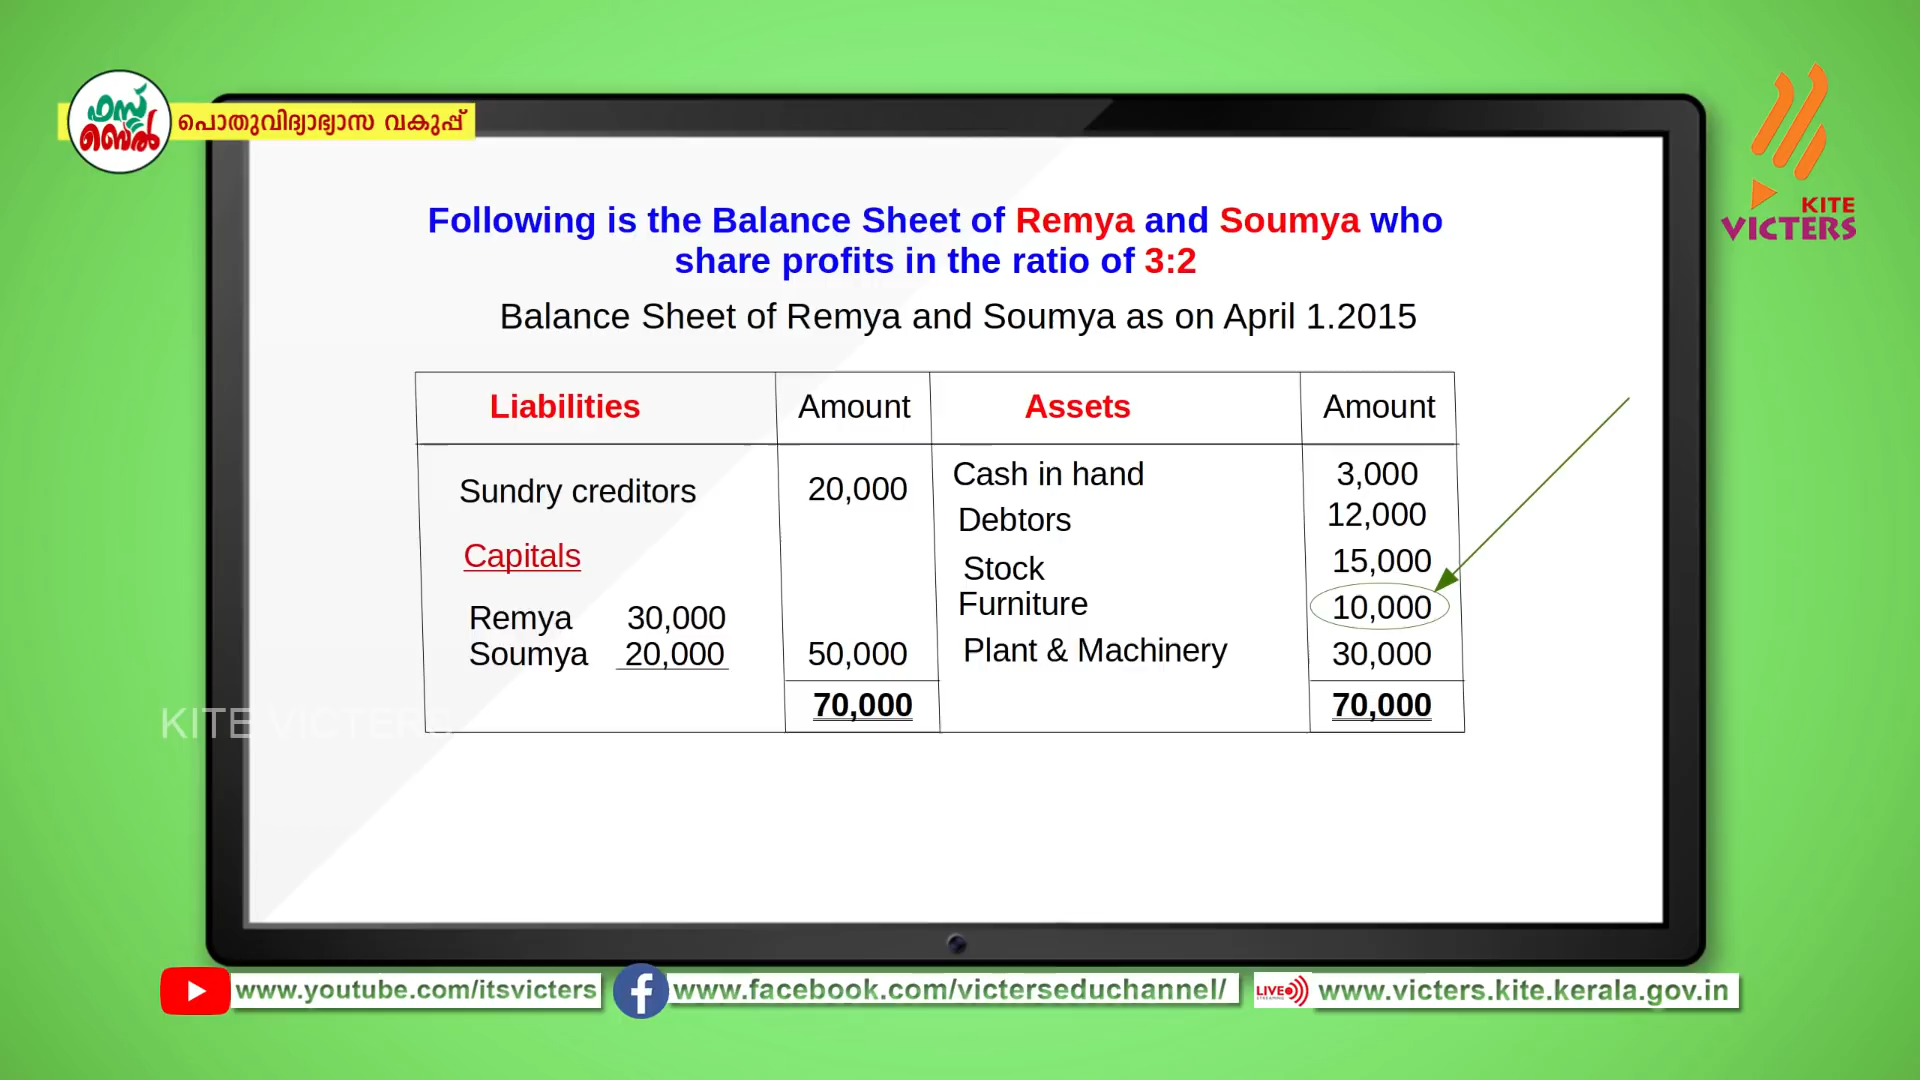 ഫസ്റ്റ്
ബെൽ
പൊതുവിദ്യാഭ്യാസ വകുപ്പ്
KITE
VICTERS
Following is the Balance Sheet of Remya and Soumya who
share profits in the ratio of 3:2
Balance Sheet of Remya and Soumya as on April 1.2015
Liabilities Amount Assets Amount
Sundry creditors 20,000 Cash in hand 3,000
Debtors 12,000
Capitals Stock 15,000
Remya 30,000 Furniture 10,000
Soumya 20,000 50,000 Plant & Machinery 30,000
70,000 70,000
KITE VICTERS
www.youtube.com/itsvicters
www.facebook.com/victerseduchannel/
LIVE
STREAMING
www.victers.kite.kerala.gov.in